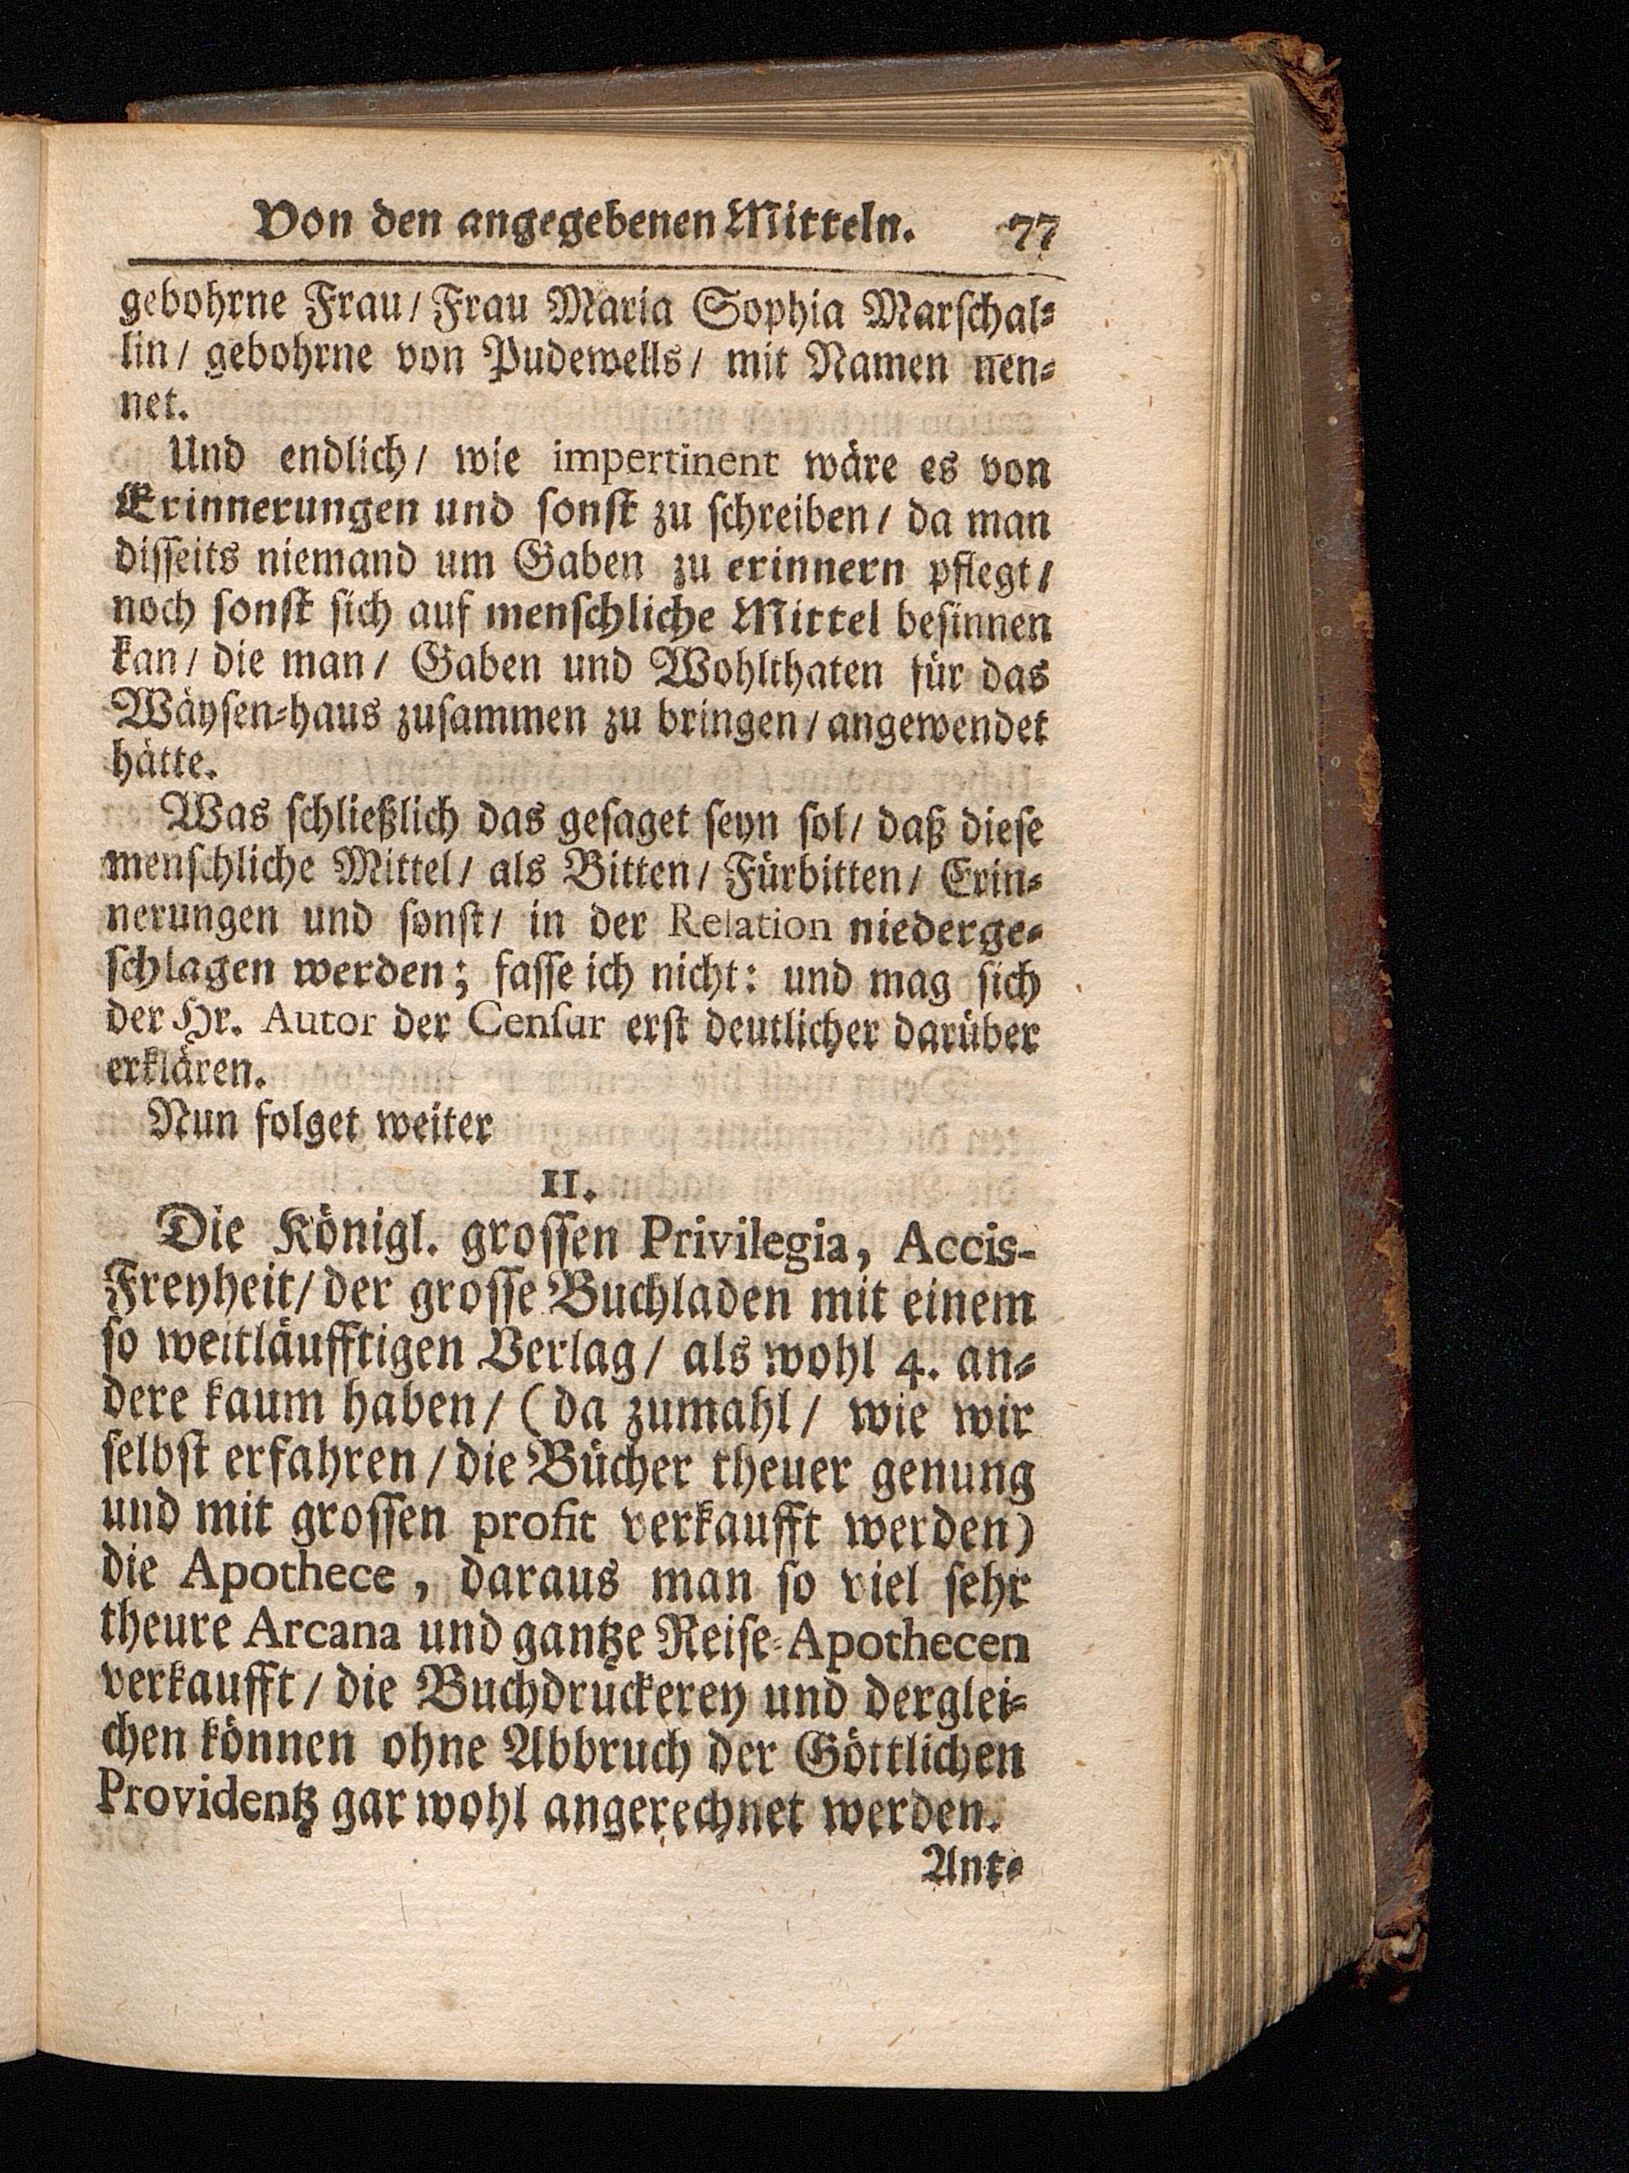 Von den angegebenen Mitteln. 77
gebohrne Frau/ Frau Maria Sophia Marschal-
lin/ gebohrne von Pudewells/ mit Namen nen-
net.
Und endlich/ wie impertinent wäre es von
Erinnerungen und sonst zu schreiben/ da man
disseits niemand um Gaben zu erinnern pflegt/
noch sonst sich auf menschliche Mittel besinnen
kan/ die man/ Gaben und Wohlthaten für das
Wäysen-haus zusammen zu bringen/ angewendet
hätte.
Was schließlich das gesaget seyn sol/ daß diese
menschliche Mittel/ als Bitten/ Fürbitten/ Erin-
nerungen und sonst/ in der Relation niederge-
schlagen werden; fasse ich nicht: und mag sich
der Hr. Autor der Censur erst deutlicher darüber
erklären.
Nun folget weiter
II.
Die Königl. grossen Privilegia, Accis-
Freyheit/ der grosse Buchladen mit einem
so weitläufftigen Verlag/ als wohl 4. an-
dere kaum haben/ (da zumahl/ wie wir
selbst erfahren/ die Bücher theuer genung
und mit grossen profit verkaufft werden)
die Apothece, daraus man so viel sehr
theure Arcana und gantze Reise-Apothecen
verkaufft/ die Buchdruckerey und derglei-
chen können ohne Abbruch der Göttlichen
Providentz gar wohl angerechnet werden.
Ant-